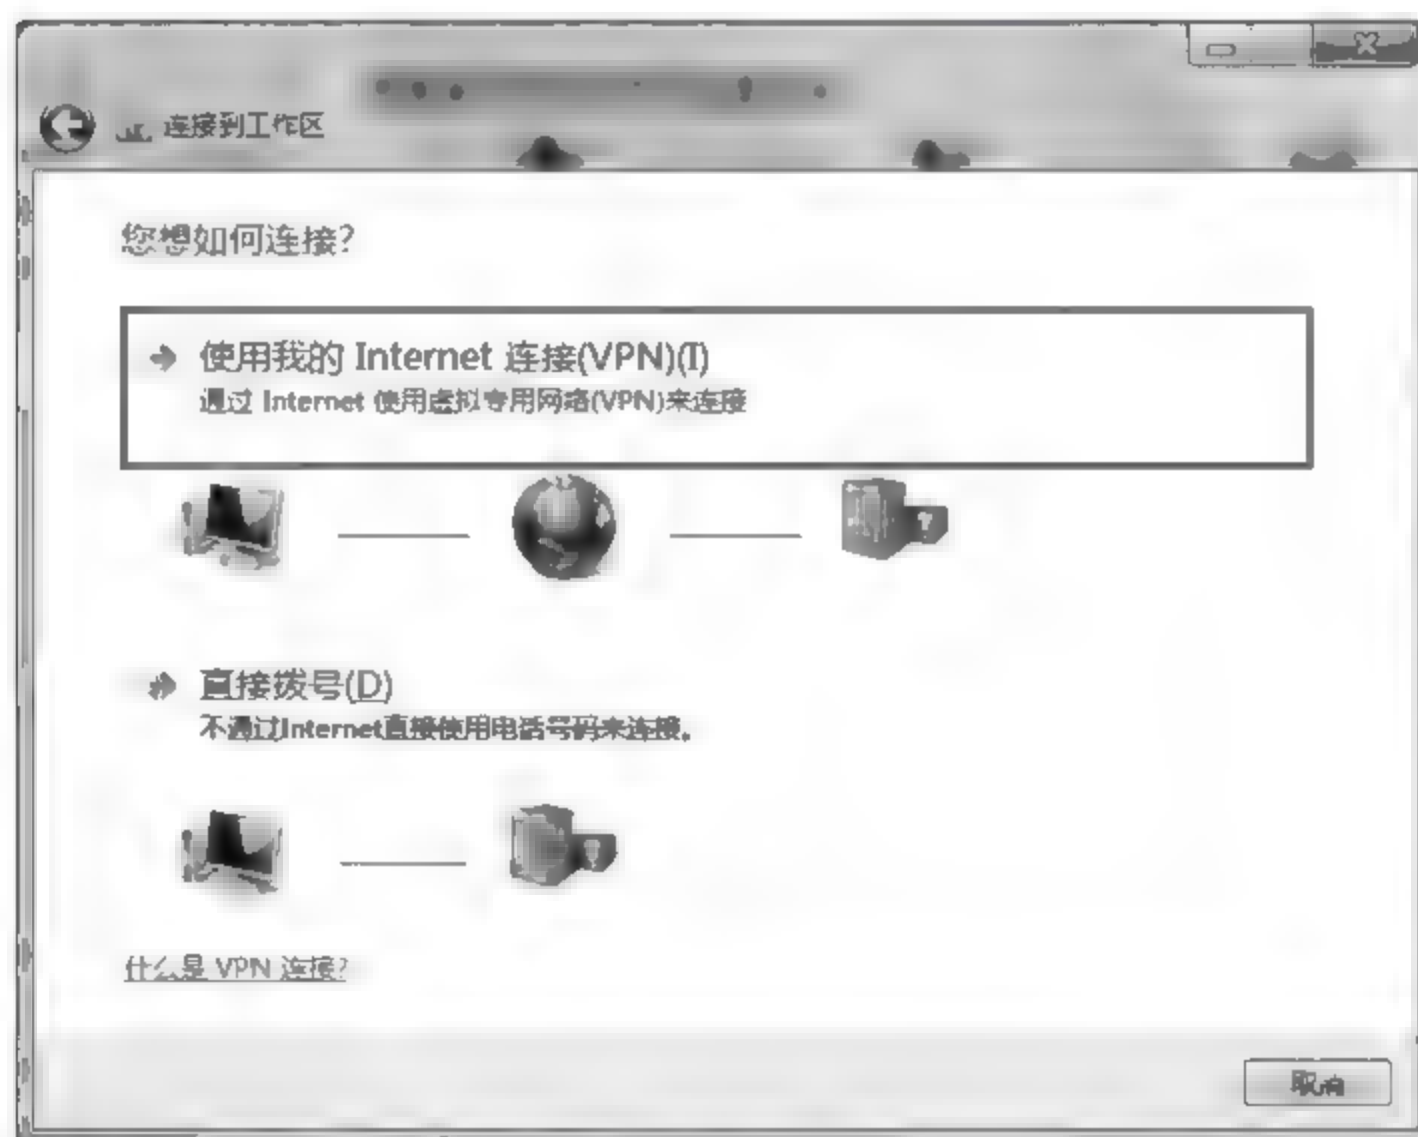 连接到工作区
您想如何连接?
使用我的 Internet 连接(VPN)(I)
通过 Internet 使用虚拟专用网络(VPN)来连接
直接拨号(D)
不通过Internet直接使用电话号码来连接。
什么是 VPN 连接?
取消